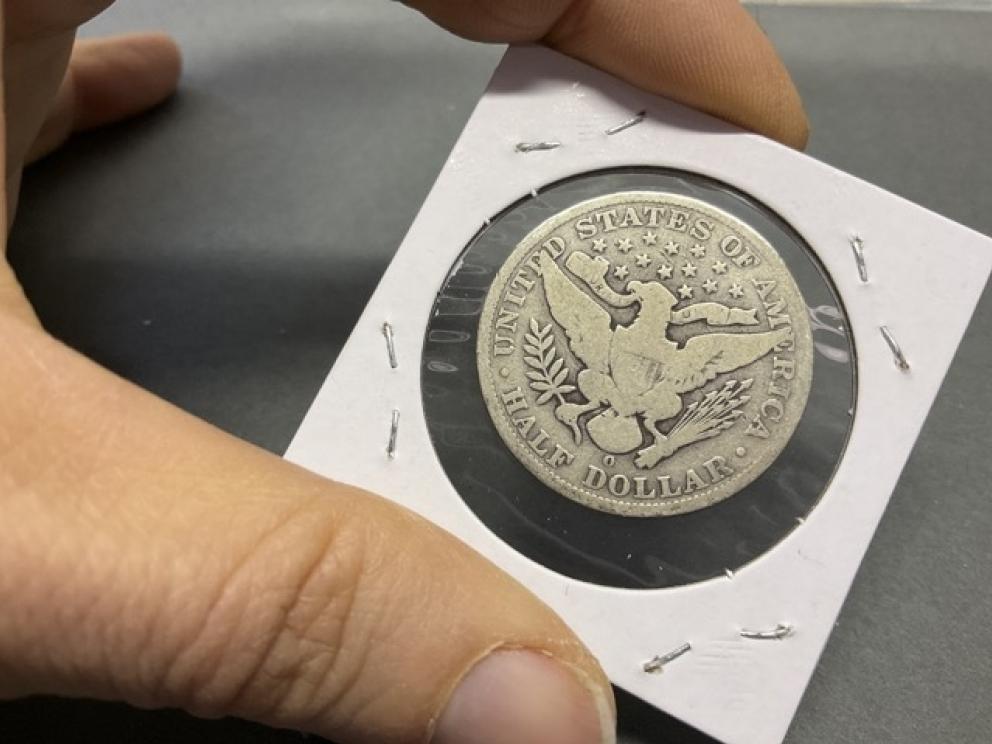 UNITED STATES OF AMERICA
O
· HALF DOLLAR ·